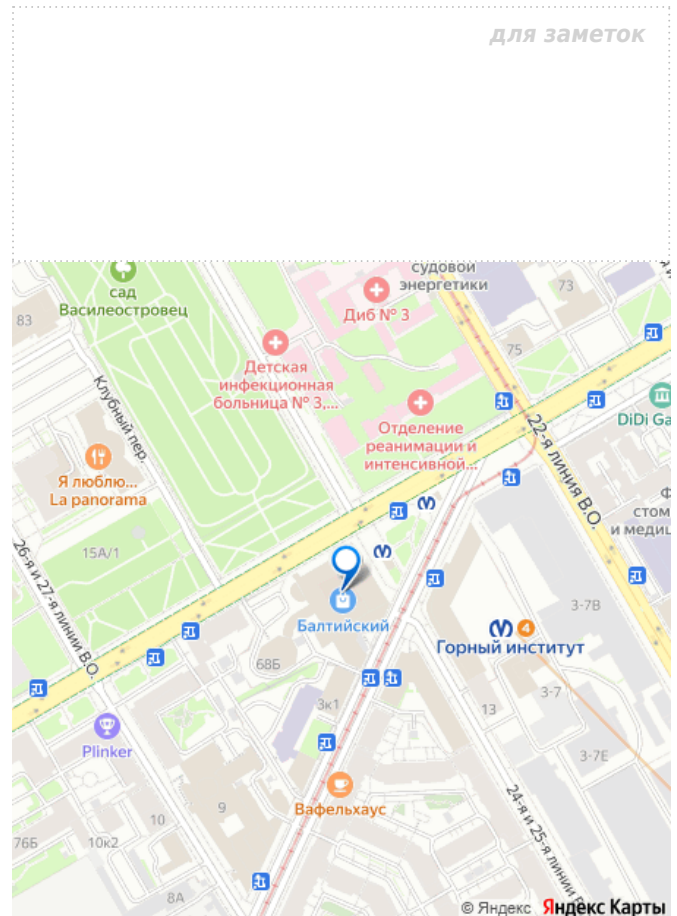 для заметок
судовой
энергетики
сад
Василеостровец
Диб № 3
73
83
75
Детская
инфекционная
больница № 3,...
Клубный пер.
DiDi Ga
Отделение
реанимации и
интенсивной...
22-я линия В.О.
Я люблю...
La panorama
стом
и медиц
15А/1
26-я и 27-я линии В.О.
3-7В
Балтийский
4
Горный институт
68Б
3к1
3-7
13
Plinker
3-7Е
Вафельхаус
24-я и 25-я линии В.
9
10
76Б
10к2
8А
© Яндекс Яндекс Карты